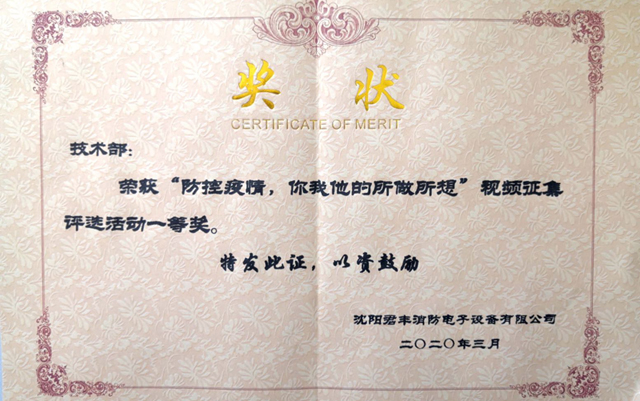 奖 状
CERTIFICATE OF MERIT
技术部：
荣获“防控疫情，你我他的所做所想”视频征集
评选活动一等奖。
特发此证，以资鼓励
沈阳君丰消防电子设备有限公司
二〇二〇年三月